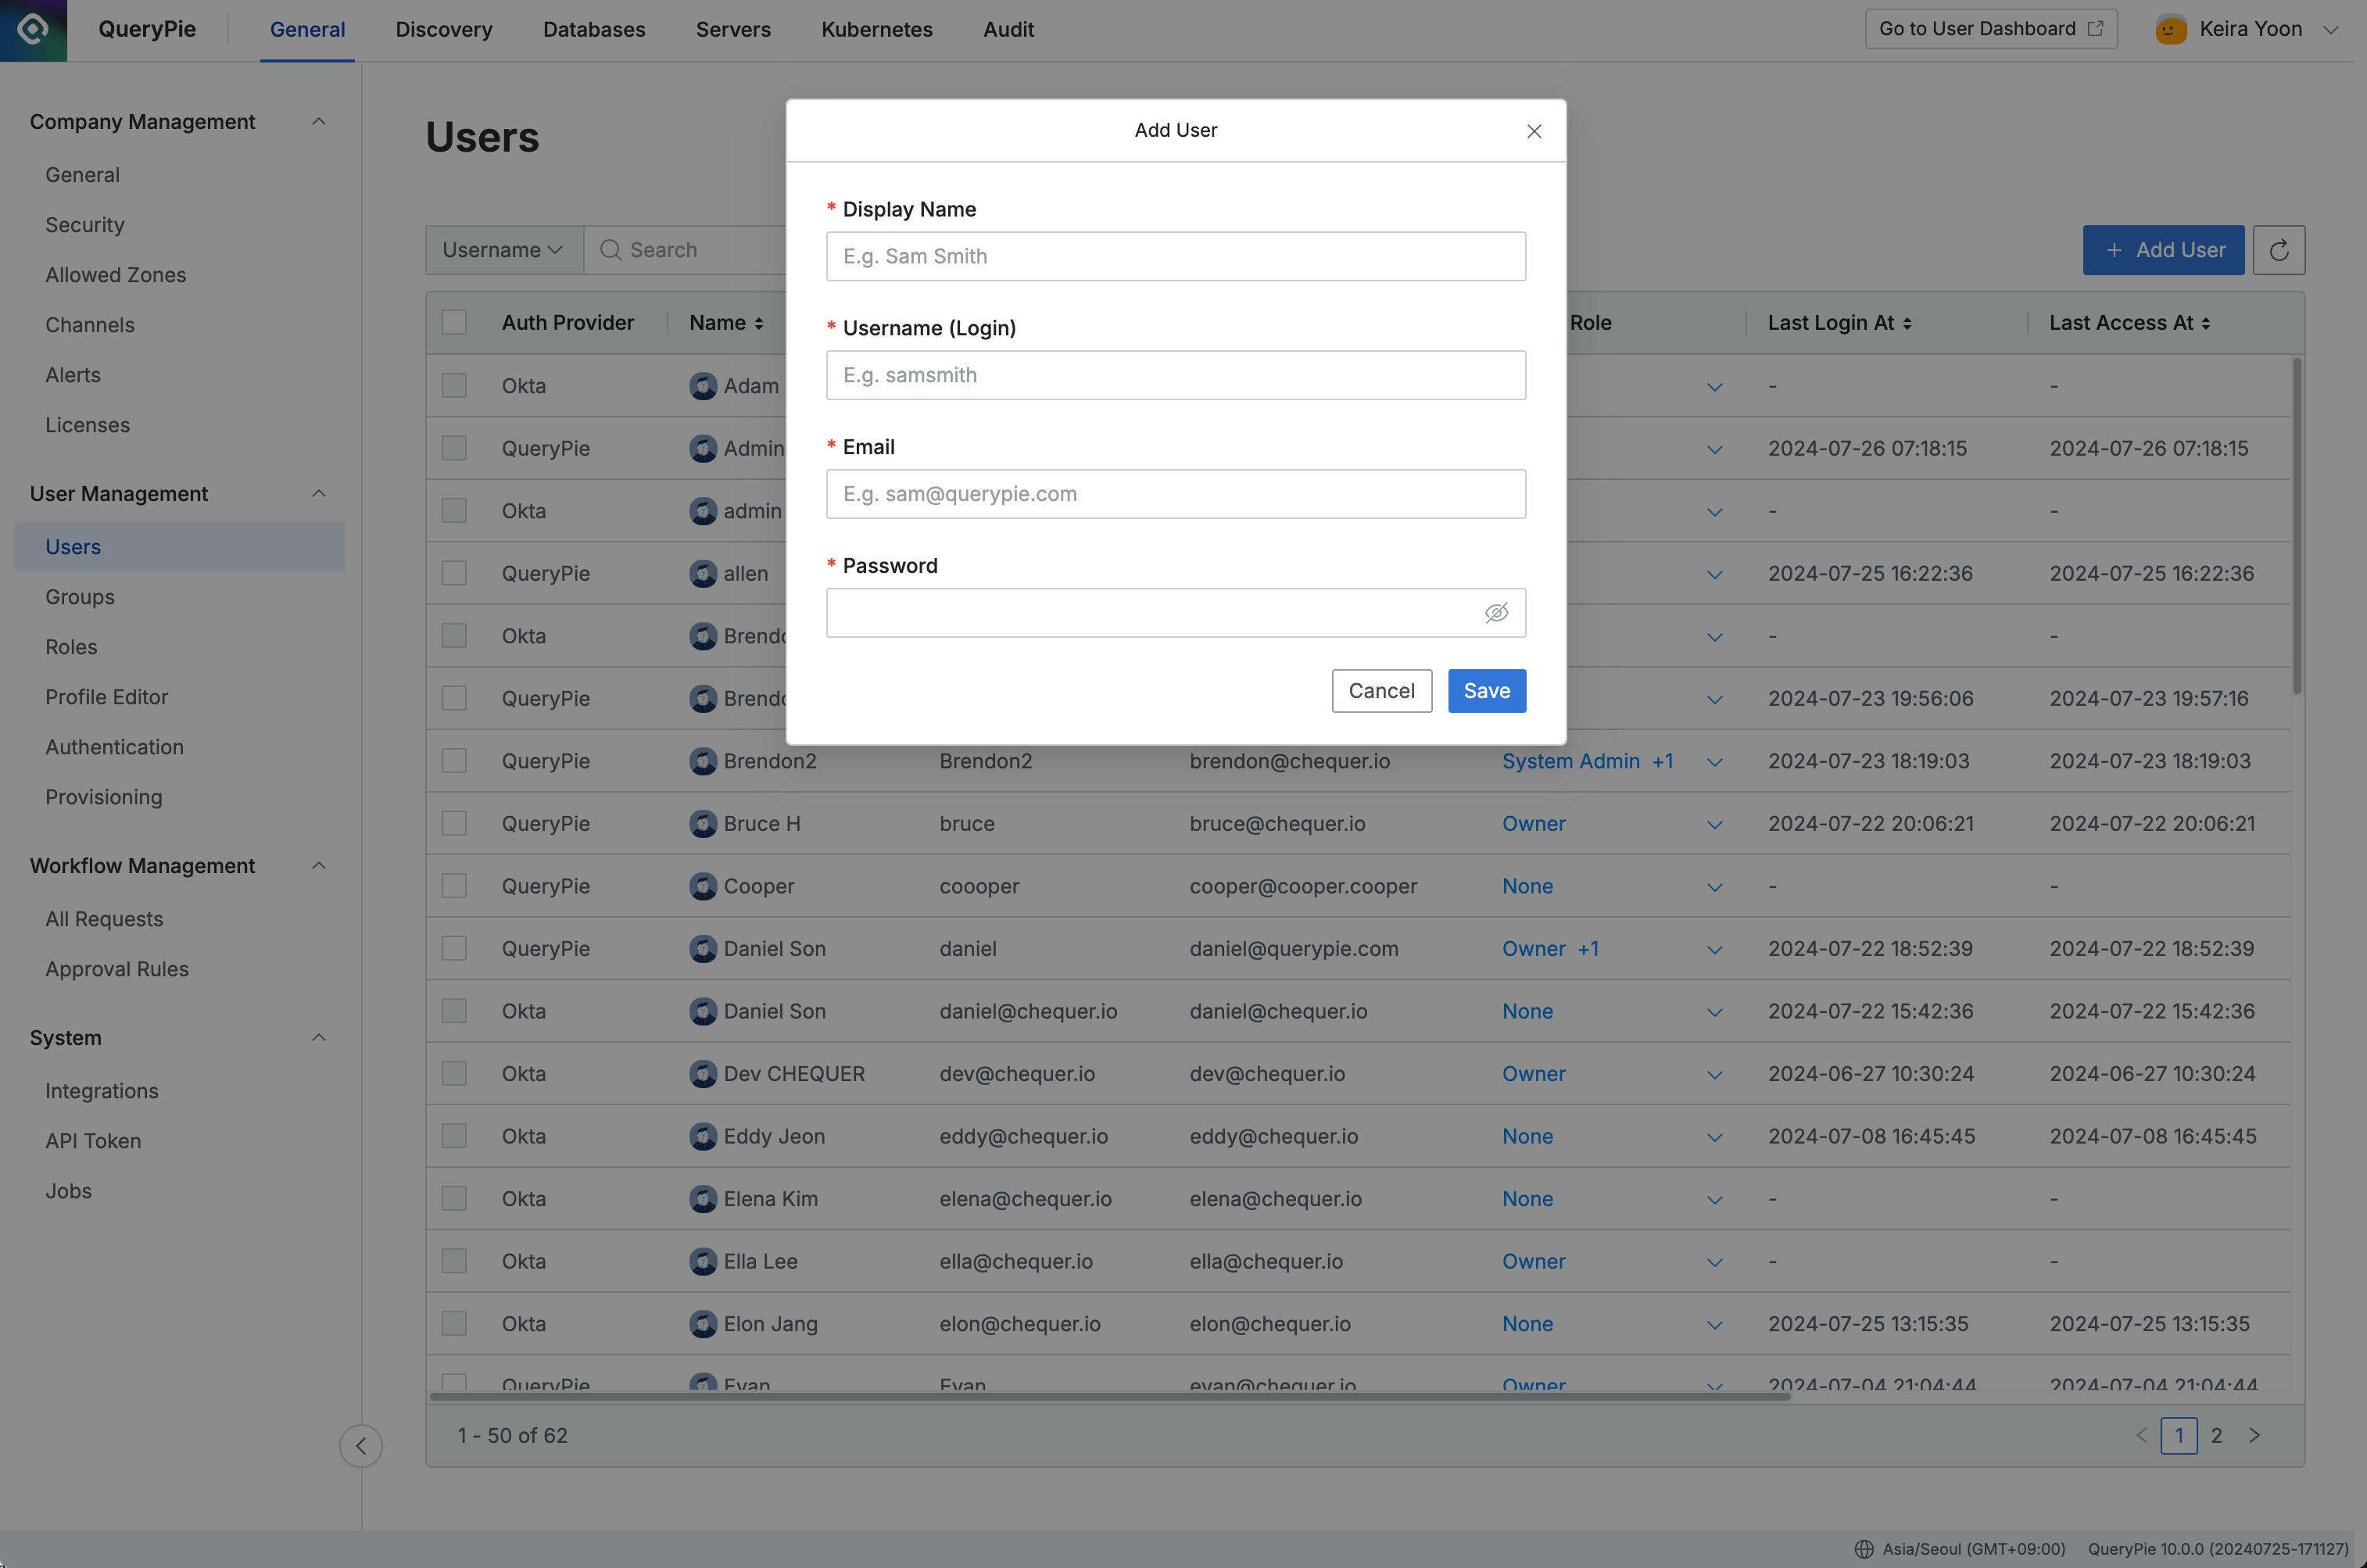 QueryPie
General
Discovery
Databases
Servers
Kubernetes
Audit
Go to User Dashboard
Keira Yoon
Company Management
General
Security
Allowed Zones
Channels
Alerts
Licenses
User Management
Users
Groups
Roles
Profile Editor
Authentication
Provisioning
Workflow Management
All Requests
Approval Rules
System
Integrations
API Token
Jobs
Users
Username
Search
+ Add User
Add User
* Display Name
E.g. Sam Smith
* Username (Login)
E.g. samsmith
* Email
E.g. sam@querypie.com
* Password
Cancel
Save
Auth Provider Name Role Last Login At Last Access At
Okta Adam - -
QueryPie Admin 2024-07-26 07:18:15 2024-07-26 07:18:15
Okta admin - -
QueryPie allen 2024-07-25 16:22:36 2024-07-25 16:22:36
Okta Brend - -
QueryPie Brend 2024-07-23 19:56:06 2024-07-23 19:57:16
QueryPie Brendon2 Brendon2 brendon@chequer.io System Admin +1 2024-07-23 18:19:03 2024-07-23 18:19:03
QueryPie Bruce H bruce bruce@chequer.io Owner 2024-07-22 20:06:21 2024-07-22 20:06:21
QueryPie Cooper coooper cooper@cooper.cooper None - -
QueryPie Daniel Son daniel daniel@querypie.com Owner +1 2024-07-22 18:52:39 2024-07-22 18:52:39
Okta Daniel Son daniel@chequer.io daniel@chequer.io None 2024-07-22 15:42:36 2024-07-22 15:42:36
Okta Dev CHEQUER dev@chequer.io dev@chequer.io Owner 2024-06-27 10:30:24 2024-06-27 10:30:24
Okta Eddy Jeon eddy@chequer.io eddy@chequer.io None 2024-07-08 16:45:45 2024-07-08 16:45:45
Okta Elena Kim elena@chequer.io elena@chequer.io None - -
Okta Ella Lee ella@chequer.io ella@chequer.io Owner - -
Okta Elon Jang elon@chequer.io elon@chequer.io None 2024-07-25 13:15:35 2024-07-25 13:15:35
QueryPie Evan Evan evan@chequer.io Owner 2024-07-04 21:04:44 2024-07-04 21:04:44
1 - 50 of 62
1 2
Asia/Seoul (GMT+09:00) QueryPie 10.0.0 (20240725-171127)